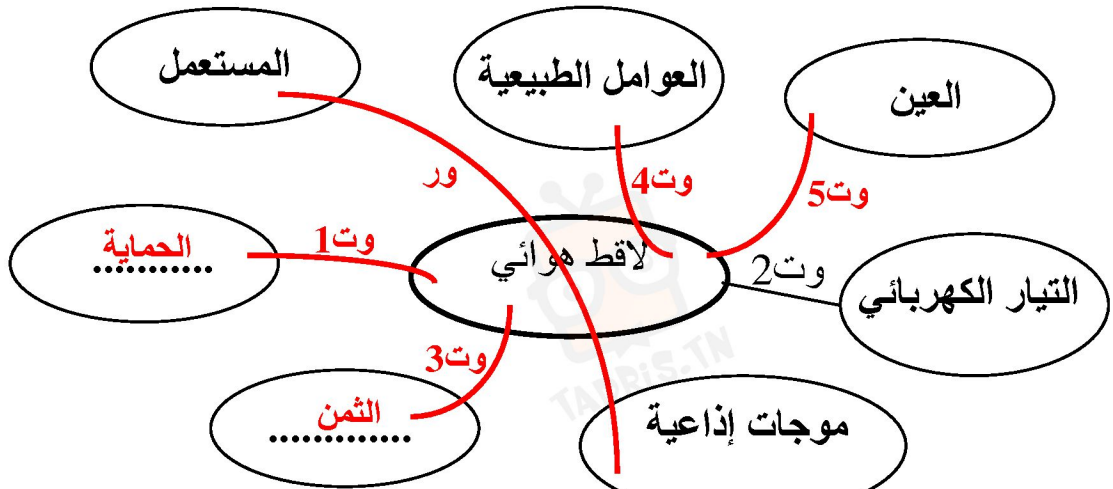 المستعمل
العوامل الطبيعية
العين
ور
وت4
وت5
الحماية
............
وت1
لاقط هوائي
وت2
التيار الكهربائي
وت3
الثمن
.............
موجات إذاعية
TADRIS.TN